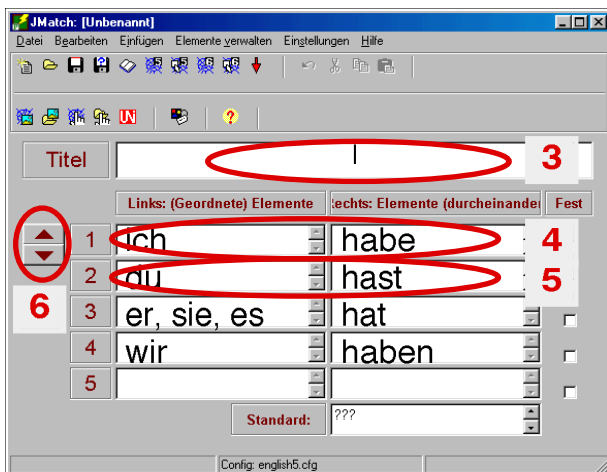 JMatch: [Unbenannt]
Datei Bearbeiten Einfügen Elemente verwalten Einstellungen Hilfe
Titel 3
Links: (Geordnete) Elemente Rechts: Elemente (durcheinander Fest
1 ich habe 4
2 du hast 5
6 3 er, sie, es hat
4 wir haben
5
Standard: ???
Config: english5.cfg